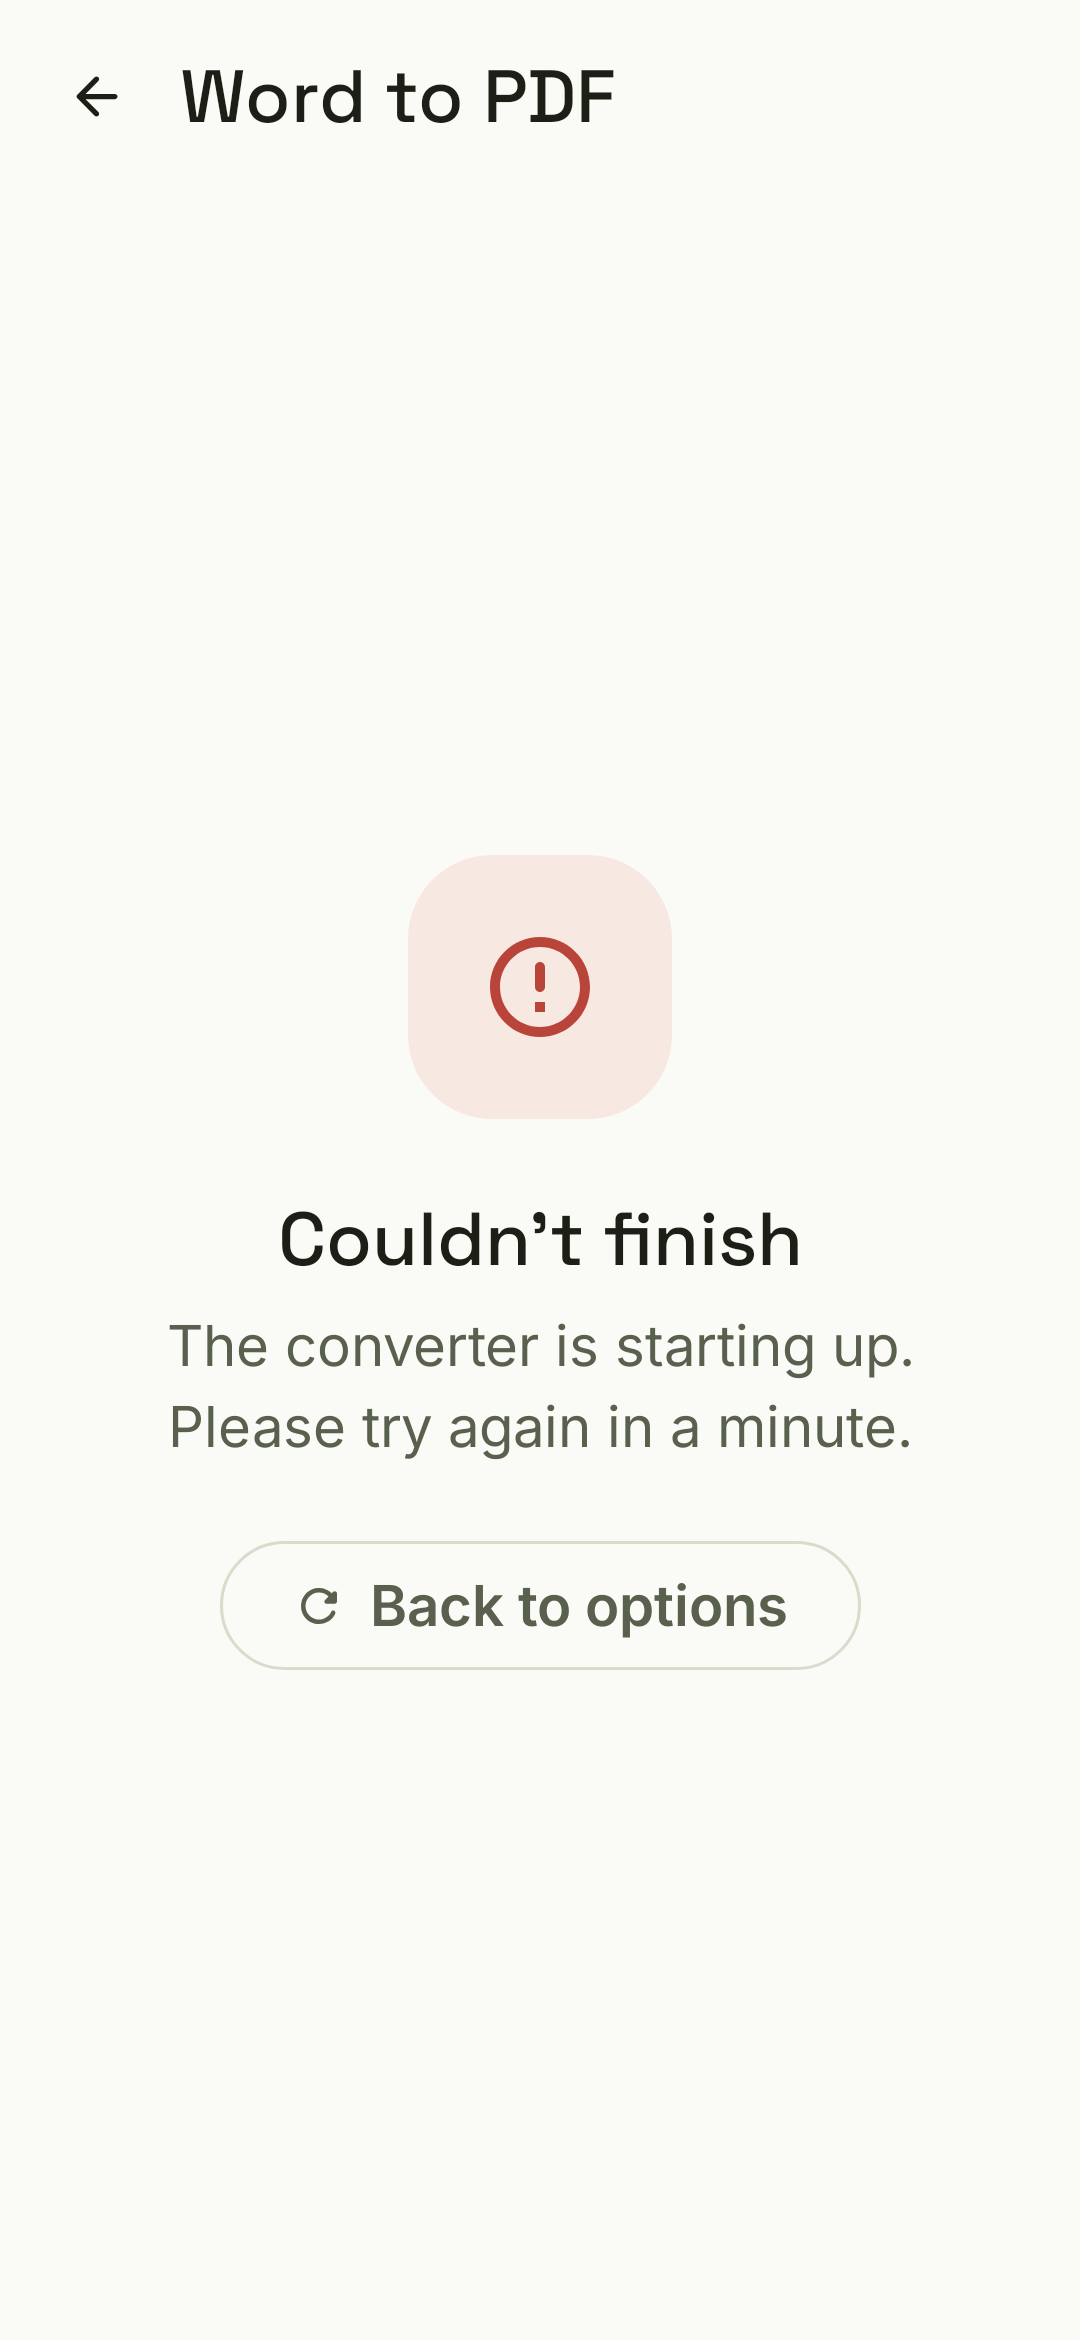 Word to PDF
Couldn’t finish
The converter is starting up.
Please try again in a minute.
Back to options